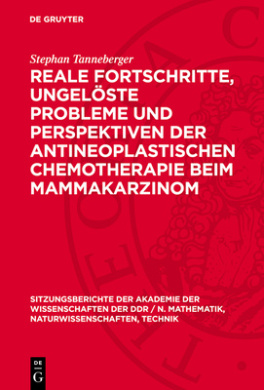 DE GRUYTER
Stephan Tanneberger
REALE FORTSCHRITTE,
UNGELÖSTE
PROBLEME UND
PERSPEKTIVEN DER
ANTINEOPLASTISCHEN
CHEMOTHERAPIE BEIM
MAMMAKARZINOM
SITZUNGSBERICHTE DER AKADEMIE DER
WISSENSCHAFTEN DER DDR / N. MATHEMATIK,
NATURWISSENSCHAFTEN, TECHNIK
DE
G